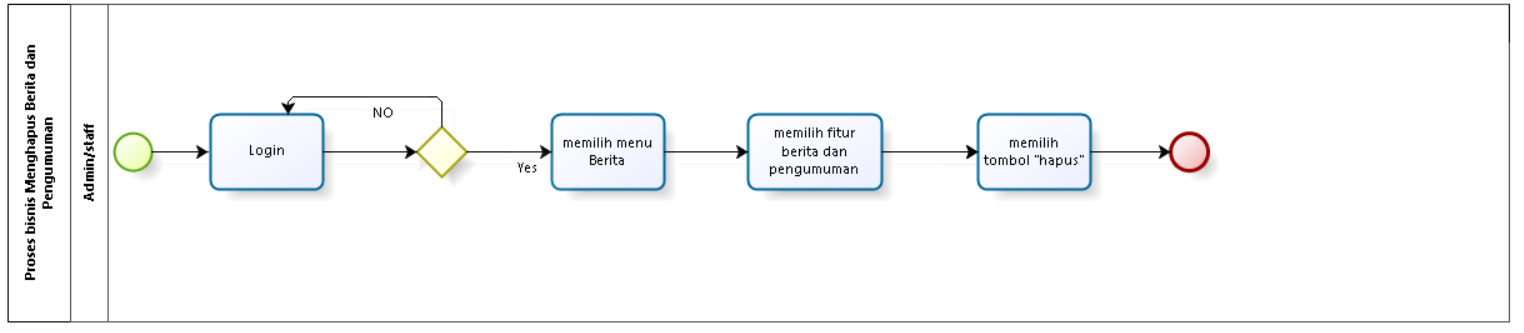 Proses bisnis Menghapus Berita dan
Pengumuman
Admin/staff
Login
NO
Yes
memilih menu
Berita
memilih fitur
berita dan
pengumuman
memilih
tombol "hapus"